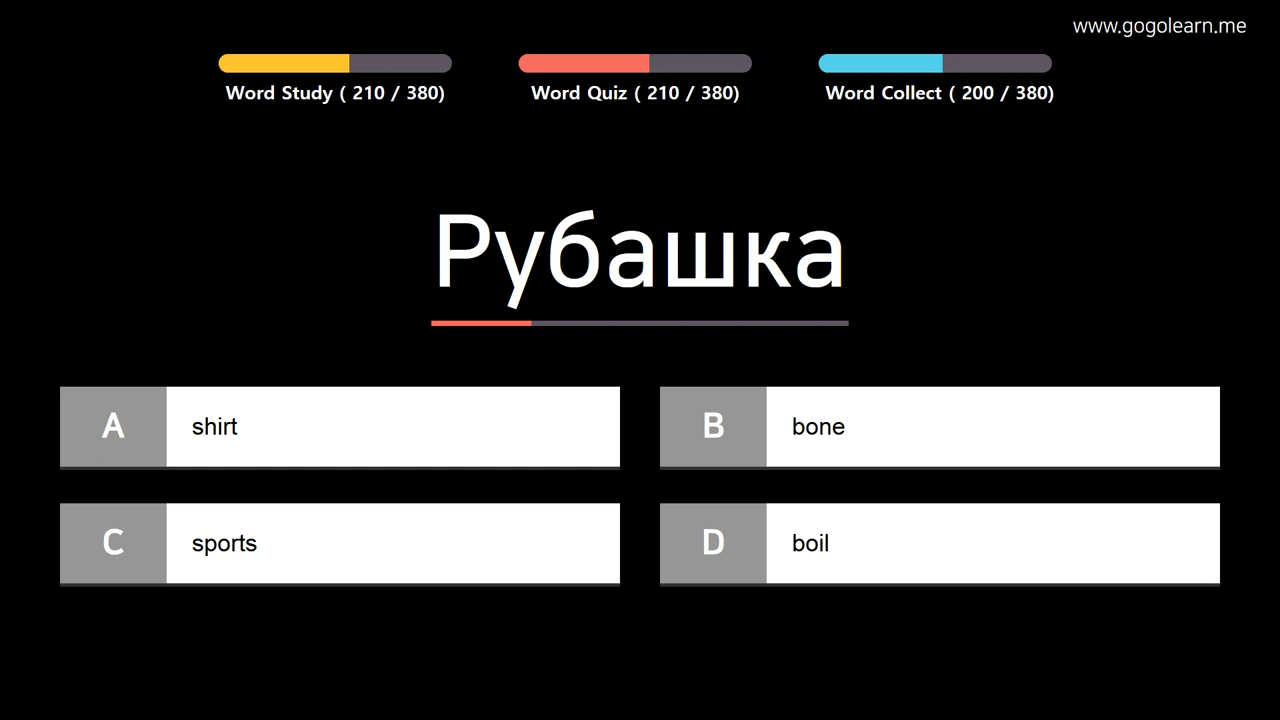 www.gogolearn.me
Word Study ( 210 / 380)
Word Quiz ( 210 / 380)
Word Collect ( 200 / 380)
Рубашка
A shirt
B bone
C sports
D boil